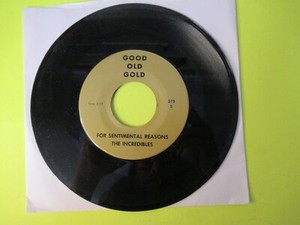 GOOD
OLD
GOLD
FOR SENTIMENTAL REASONS
THE INCREDIBLES